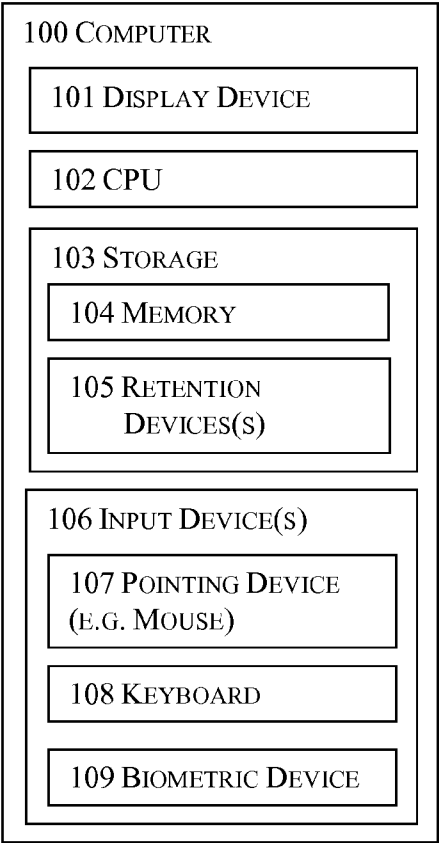 100 COMPUTER
101 DISPLAY DEVICE
102 CPU
103 STORAGE
104 MEMORY
105 RETENTION
DEVICES(S)
106 INPUT DEVICE(S)
107 POINTING DEVICE
(E.G. MOUSE)
108 KEYBOARD
109 BIOMETRIC DEVICE